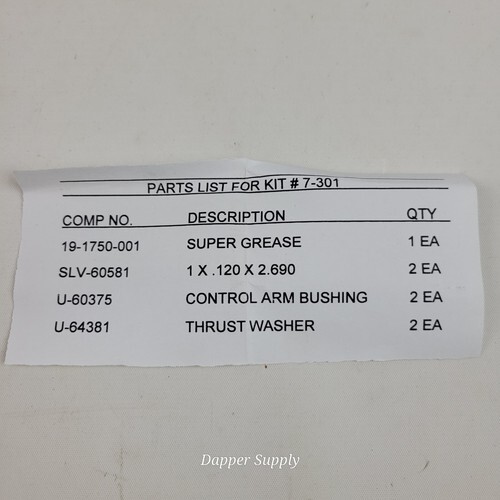 PARTS LIST FOR KIT # 7-301
COMP NO. DESCRIPTION QTY
19-1750-001 SUPER GREASE 1 EA
SLV-60581 1 X .120 X 2.690 2 EA
U-60375 CONTROL ARM BUSHING 2 EA
U-64381 THRUST WASHER 2 EA
Dapper Supply